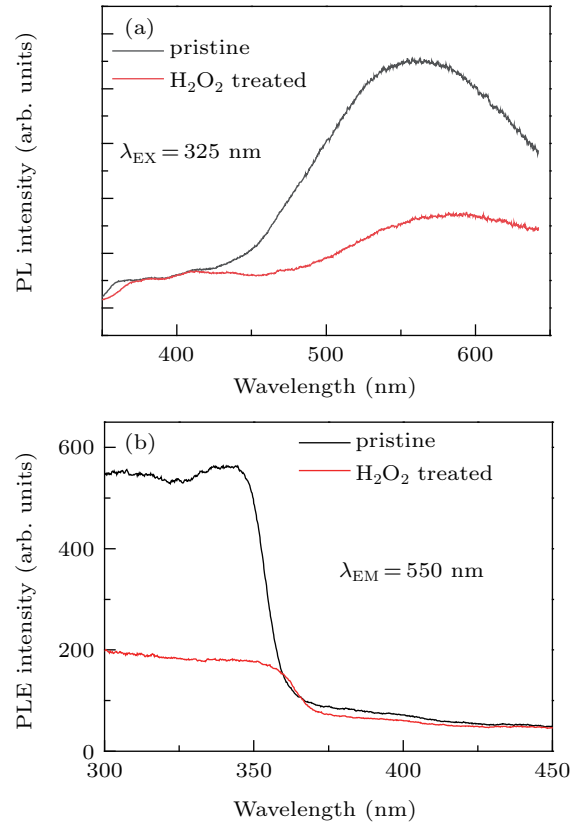 (a)
pristine
H₂O₂ treated
λEX = 325 nm
PL intensity (arb. units)
400 500 600
Wavelength (nm)
(b)
pristine
H₂O₂ treated
λEM = 550 nm
PLE intensity (arb. units)
600
400
200
0
300 350 400 450
Wavelength (nm)